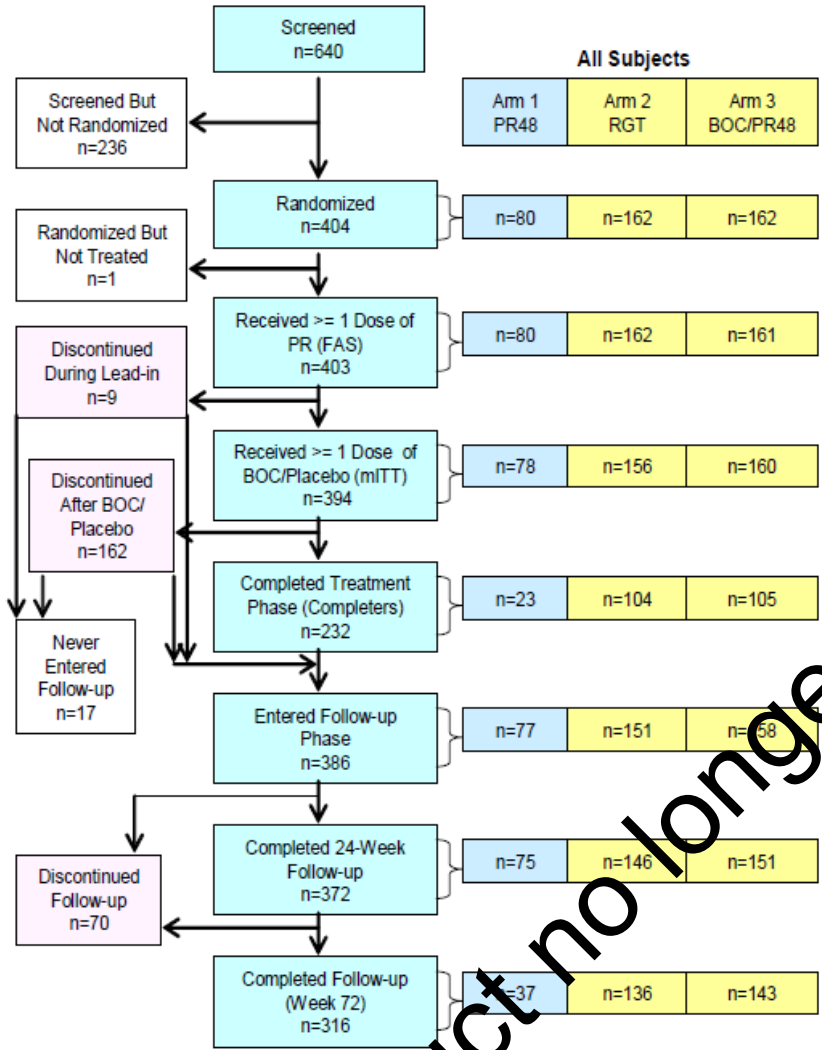 Screened
n=640
All Subjects
Arm 1
PR48
Arm 2
RGT
Arm 3
BOC/PR48
Screened But
Not Randomized
n=236
Randomized
n=404
n=80
n=162
n=162
Randomized But
Not Treated
n=1
Received >= 1 Dose of
PR (FAS)
n=403
n=80
n=162
n=161
Discontinued
During Lead-in
n=9
Received >= 1 Dose of
BOC/Placebo (mITT)
n=394
n=78
n=156
n=160
Discontinued
After BOC/
Placebo
n=162
Completed Treatment
Phase (Completers)
n=232
n=23
n=104
n=105
Never
Entered
Follow-up
n=17
Entered Follow-up
Phase
n=386
n=77
n=151
n=158
Completed 24-Week
Follow-up
n=372
n=75
n=146
n=151
Discontinued
Follow-up
n=70
Completed Follow-up
(Week 72)
n=316
n=37
n=136
n=143
no longe